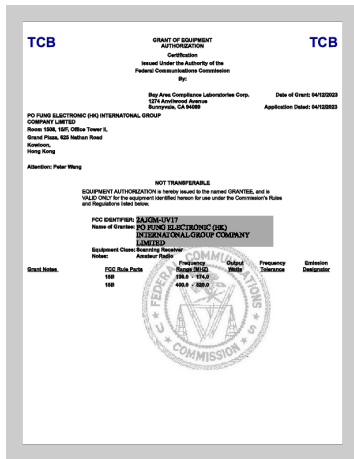 TCB
GRANT OF EQUIPMENT
AUTHORIZATION
TCB
Certification
Issued Under the Authority of the
Federal Communications Commission
By:
Bay Area Compliance Laboratories Corp.
1274 Anvilwood Avenue
Sunnyvale, CA 94089
Date of Grant: 04/12/2023
Application Dated: 04/12/2023
PO FUNG ELECTRONIC (HK) INTERNATONAL GROUP
COMPANY LIMITED
Room 1508, 15/F, Office Tower II,
Grand Plaza, 625 Nathan Road
Kowloon,
Hong Kong
Attention: Peter Wang
NOT TRANSFERABLE
EQUIPMENT AUTHORIZATION is hereby issued to the named GRANTEE, and is
VALID ONLY for the equipment identified hereon for use under the Commission's Rules
and Regulations listed below.
FCC IDENTIFIER: 2AJGM-UV17
Name of Grantee: PO FUNG ELECTRONIC (HK)
INTERNATONAL GROUP COMPANY
LIMITED
Equipment Class: Scanning Receiver
Notes: Amateur Radio
Grant Notes FCC Rule Parts Frequency Range (MHZ) Output Watts Frequency Tolerance Emission Designator
15B 136.0 - 174.0
15B 400.0 - 520.0
COMMUNICATIONS
COMMISSION